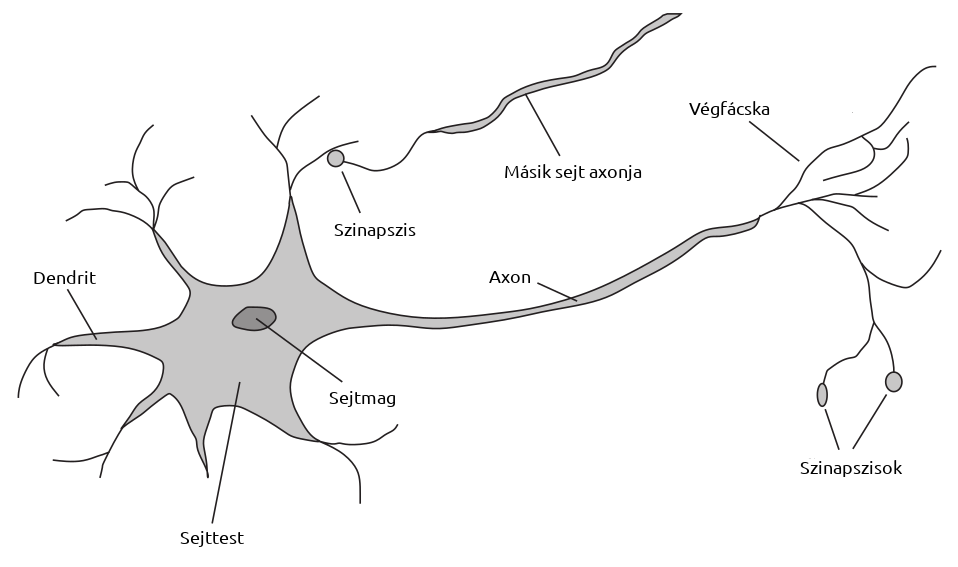 Végfácska
Másik sejt axonja
Szinapszis
Dendrit
Axon
Sejtmag
Szinapszisok
Sejttest